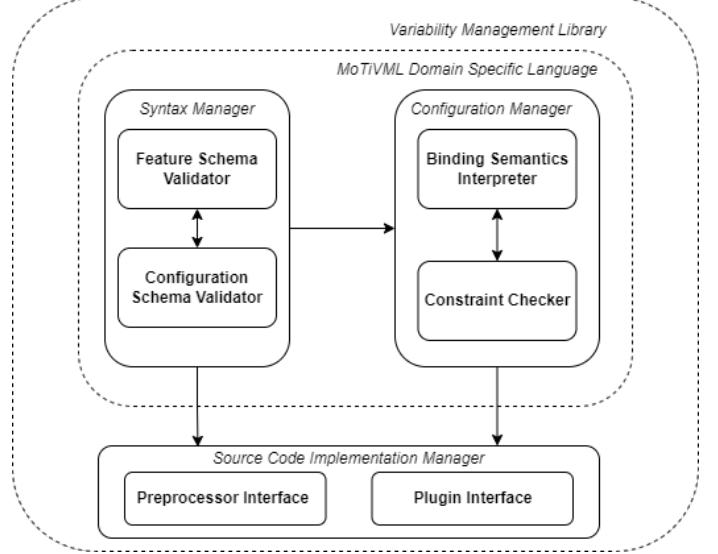 Variability Management Library
MoTiVML Domain Specific Language
Syntax Manager
Feature Schema
Validator
Configuration
Schema Validator
Configuration Manager
Binding Semantics
Interpreter
Constraint Checker
Source Code Implementation Manager
Preprocessor Interface
Plugin Interface